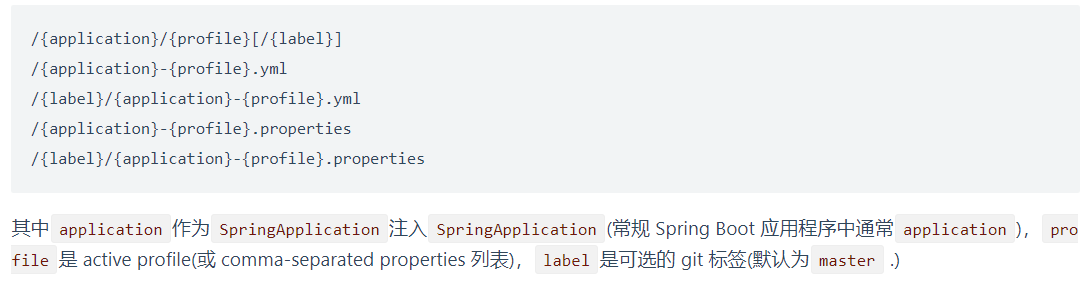 /{application}/{profile}[/{label}]
/{application}-{profile}.yml
/{label}/{application}-{profile}.yml
/{application}-{profile}.properties
/{label}/{application}-{profile}.properties
其中 application 作为 SpringApplication 注入 SpringApplication (常规 Spring Boot 应用程序中通常 application )， pro
file 是 active profile(或 comma-separated properties 列表)， label 是可选的 git 标签(默认为 master .)